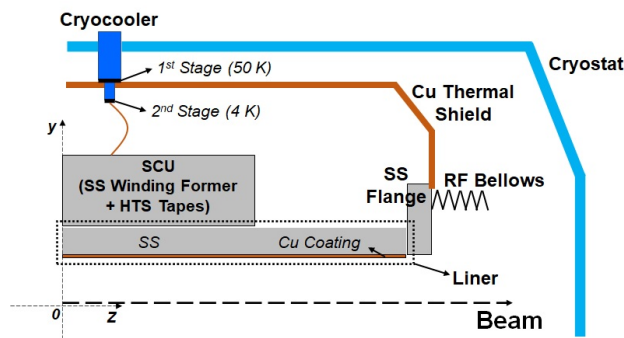 Cryocooler
1st Stage (50 K)
Cryostat
2nd Stage (4 K)
Cu Thermal
Shield
y
SCU
(SS Winding Former
+ HTS Tapes)
SS
Flange
RF Bellows
SS
Cu Coating
Liner
0
z
Beam